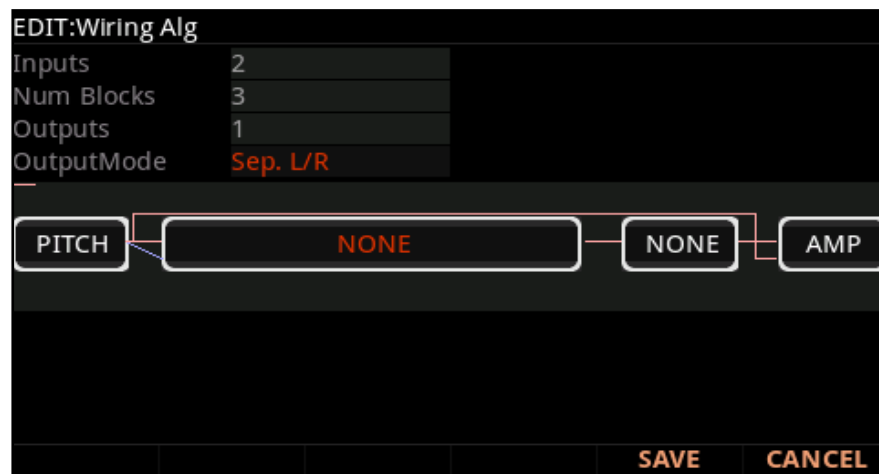 EDIT:Wiring Alg
Inputs 2
Num Blocks 3
Outputs 1
OutputMode Sep. L/R
PITCH NONE NONE AMP
SAVE CANCEL